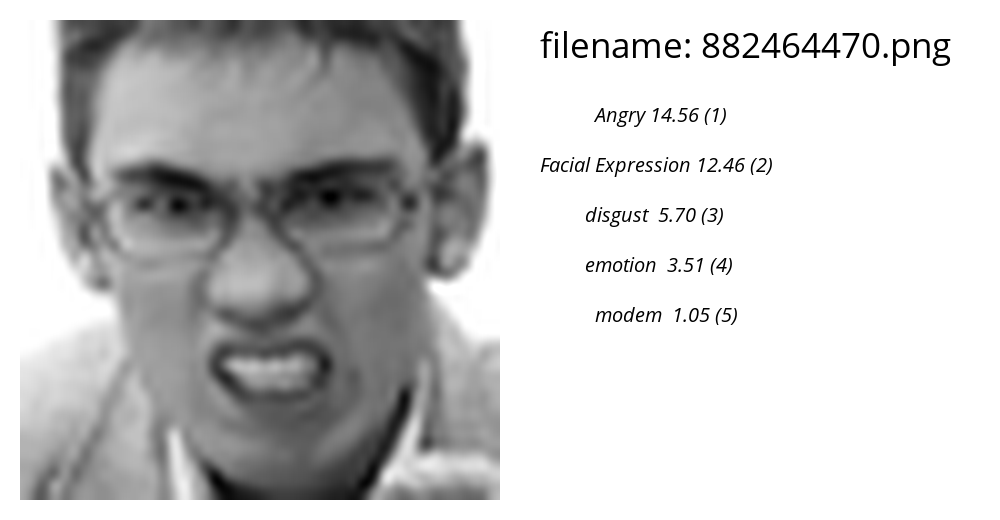 filename: 882464470.png
Angry 14.56 (1)
Facial Expression 12.46 (2)
disgust 5.70 (3)
emotion 3.51 (4)
modem 1.05 (5)